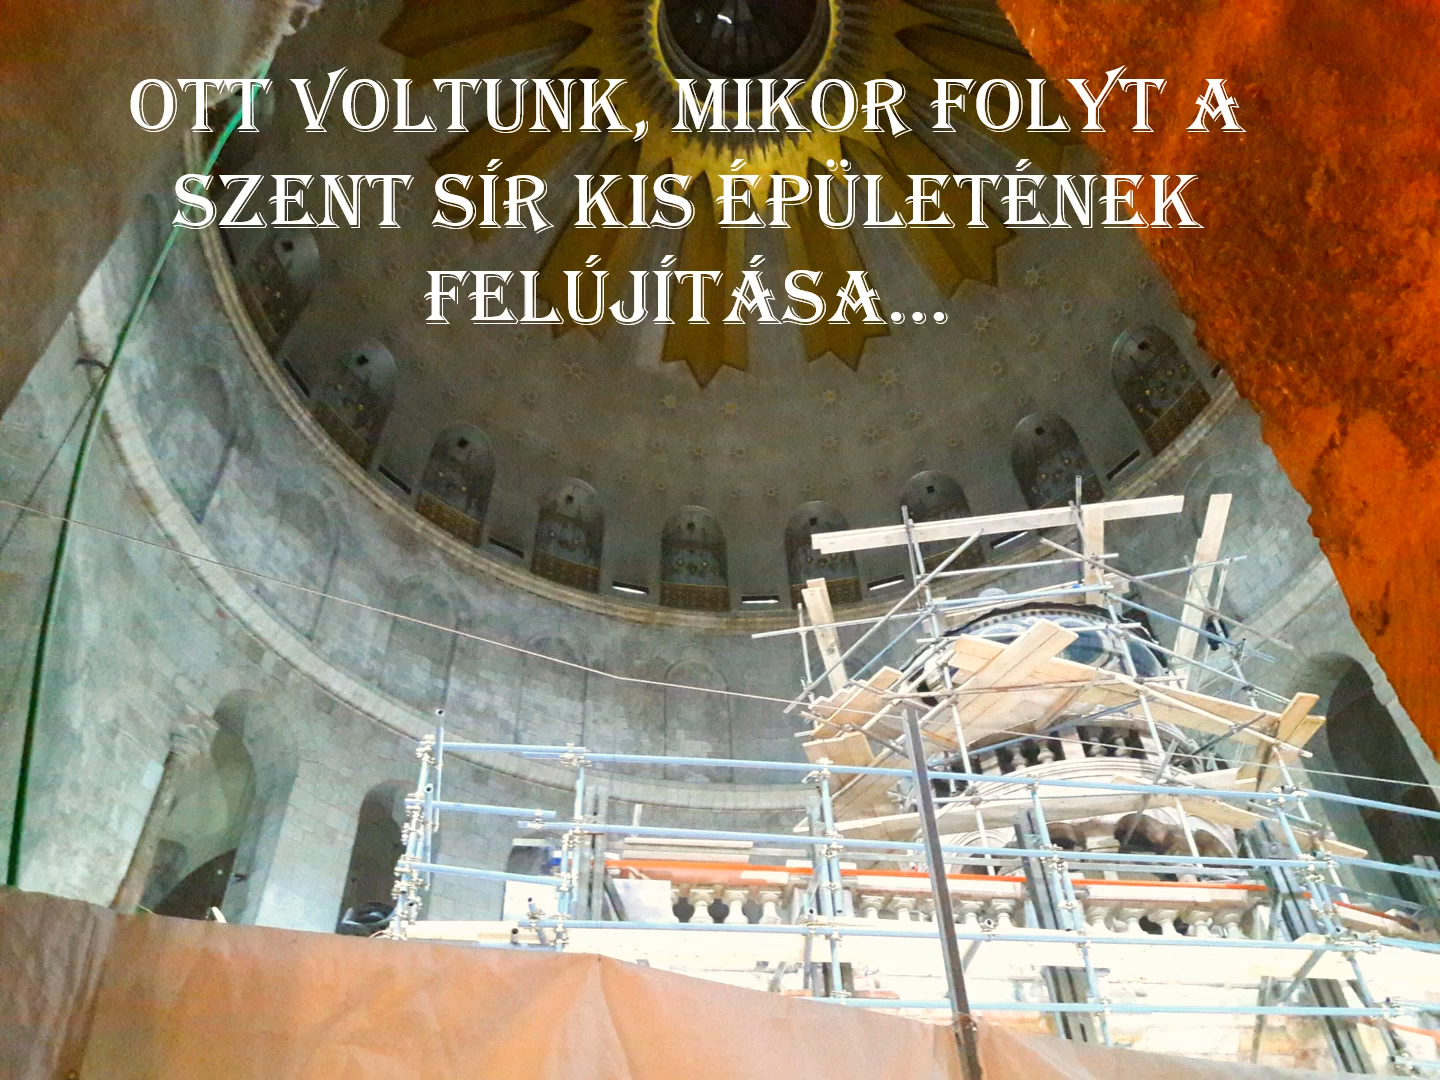 OTT VOLTUNK, MIKOR FOLYT A
SZENT SÍR KIS ÉPÜLETÉNEK
FELÚJÍTÁSA...